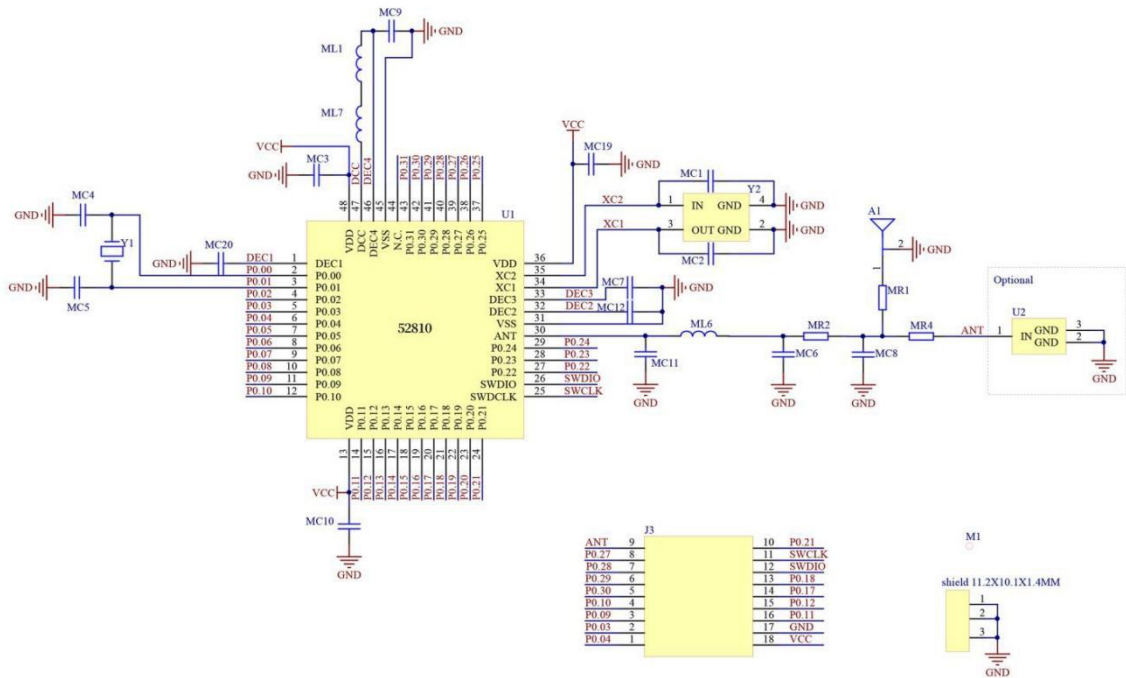 MC9
GND
ML1
ML7
VCC
MC3
GND
DCC
DEC4
P0.31
P0.30
P0.29
P0.28
P0.27
P0.26
P0.25
VCC
MC19
GND
MC1
Y2
XC2
1 IN GND 4
GND
XC1
3 OUT GND 2
GND
MC2
A1
2
GND
1
MR1
MC4
GND
Y1
GND
MC5
MC20
GND
48 47 46 45 44 43 42 41 40 39 38 37
U1
VDD DCC DEC4 VSS N.C. P0.31 P0.30 P0.29 P0.28 P0.27 P0.26 P0.25
DEC1 1 DEC1
P0.00 2 P0.00
P0.01 3 P0.01
P0.02 4 P0.02
P0.03 5 P0.03
P0.04 6 P0.04
P0.05 7 P0.05
P0.06 8 P0.06
P0.07 9 P0.07
P0.08 10 P0.08
P0.09 11 P0.09
P0.10 12 P0.10
52810
VDD 36
XC2 35
XC1 34
DEC3 33 DEC3
DEC2 32 DEC2
VSS 31
ANT 30
P0.24 29 P0.24
P0.23 28 P0.23
P0.22 27 P0.22
SWDIO 26 SWDIO
SWDCLK 25 SWCLK
MC7
GND
MC12
ML6
MC11
GND
MR2
MC6
GND
MC8
GND
MR4
ANT
Optional
U2
1 IN GND 3
GND 2
GND
VDD P0.11 P0.12 P0.13 P0.14 P0.15 P0.16 P0.17 P0.18 P0.19 P0.20 P0.21
13 14 15 16 17 18 19 20 21 22 23 24
P0.11 P0.12 P0.13 P0.14 P0.15 P0.16 P0.17 P0.18 P0.19 P0.20 P0.21
VCC
MC10
GND
J3
ANT 9 10 P0.21
P0.27 8 11 SWCLK
P0.28 7 12 SWDIO
P0.29 6 13 P0.18
P0.30 5 14 P0.17
P0.10 4 15 P0.12
P0.09 3 16 P0.11
P0.03 2 17 GND
P0.04 1 18 VCC
M1
shield 11.2X10.1X1.4MM
1
2
3
GND